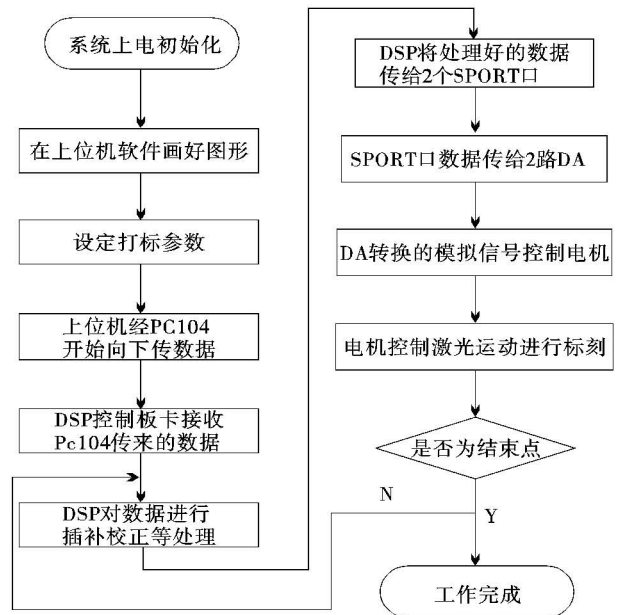 系统上电初始化
在上位机软件画好图形
设定打标参数
上位机经PC104
开始向下传数据
DSP控制板卡接收
Pc104传来的数据
DSP对数据进行
插补校正等处理
DSP将处理好的数据
传给2个SPORT口
SPORT口数据传给2路DA
DA转换的模拟信号控制电机
电机控制激光运动进行标刻
是否为结束点
N
Y
工作完成